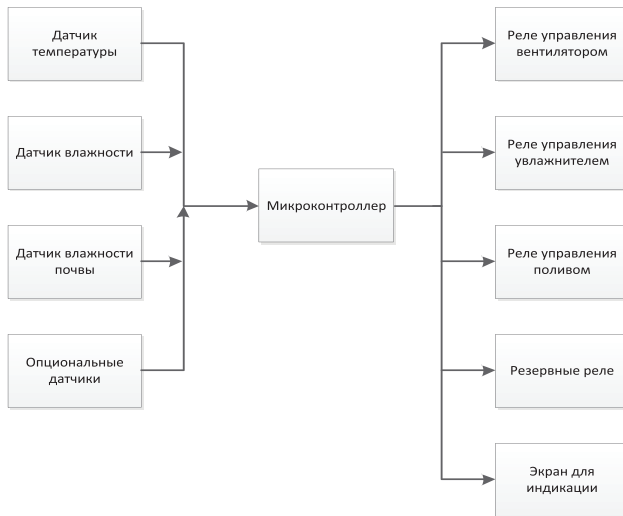 Датчик
температуры
Датчик влажности
Датчик влажности
почвы
Опциональные
датчики
Микроконтроллер
Реле управления
вентилятором
Реле управления
увлажнителем
Реле управления
поливом
Резервные реле
Экран для
индикации